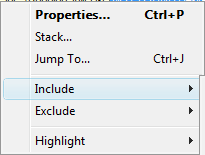 Properties... Ctrl+P
Stack...
Jump To... Ctrl+J
Include
Exclude
Highlight